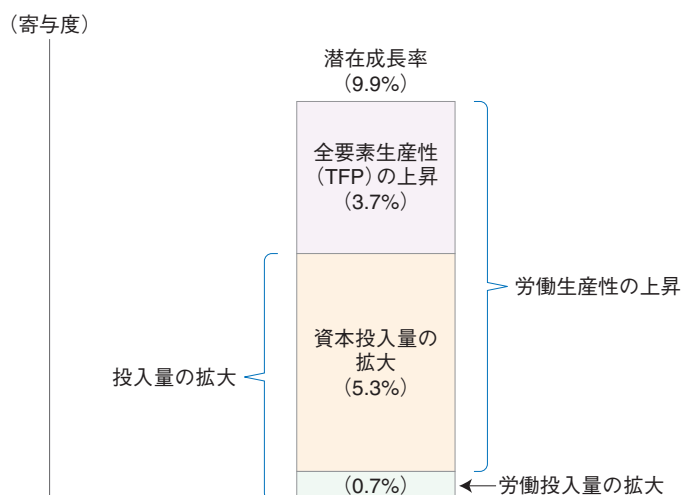 （寄与度）
潜在成長率
（9.9%）
全要素生産性
（TFP）の上昇
（3.7%）
労働生産性の上昇
資本投入量の
拡大
（5.3%）
投入量の拡大
（0.7%）
労働投入量の拡大